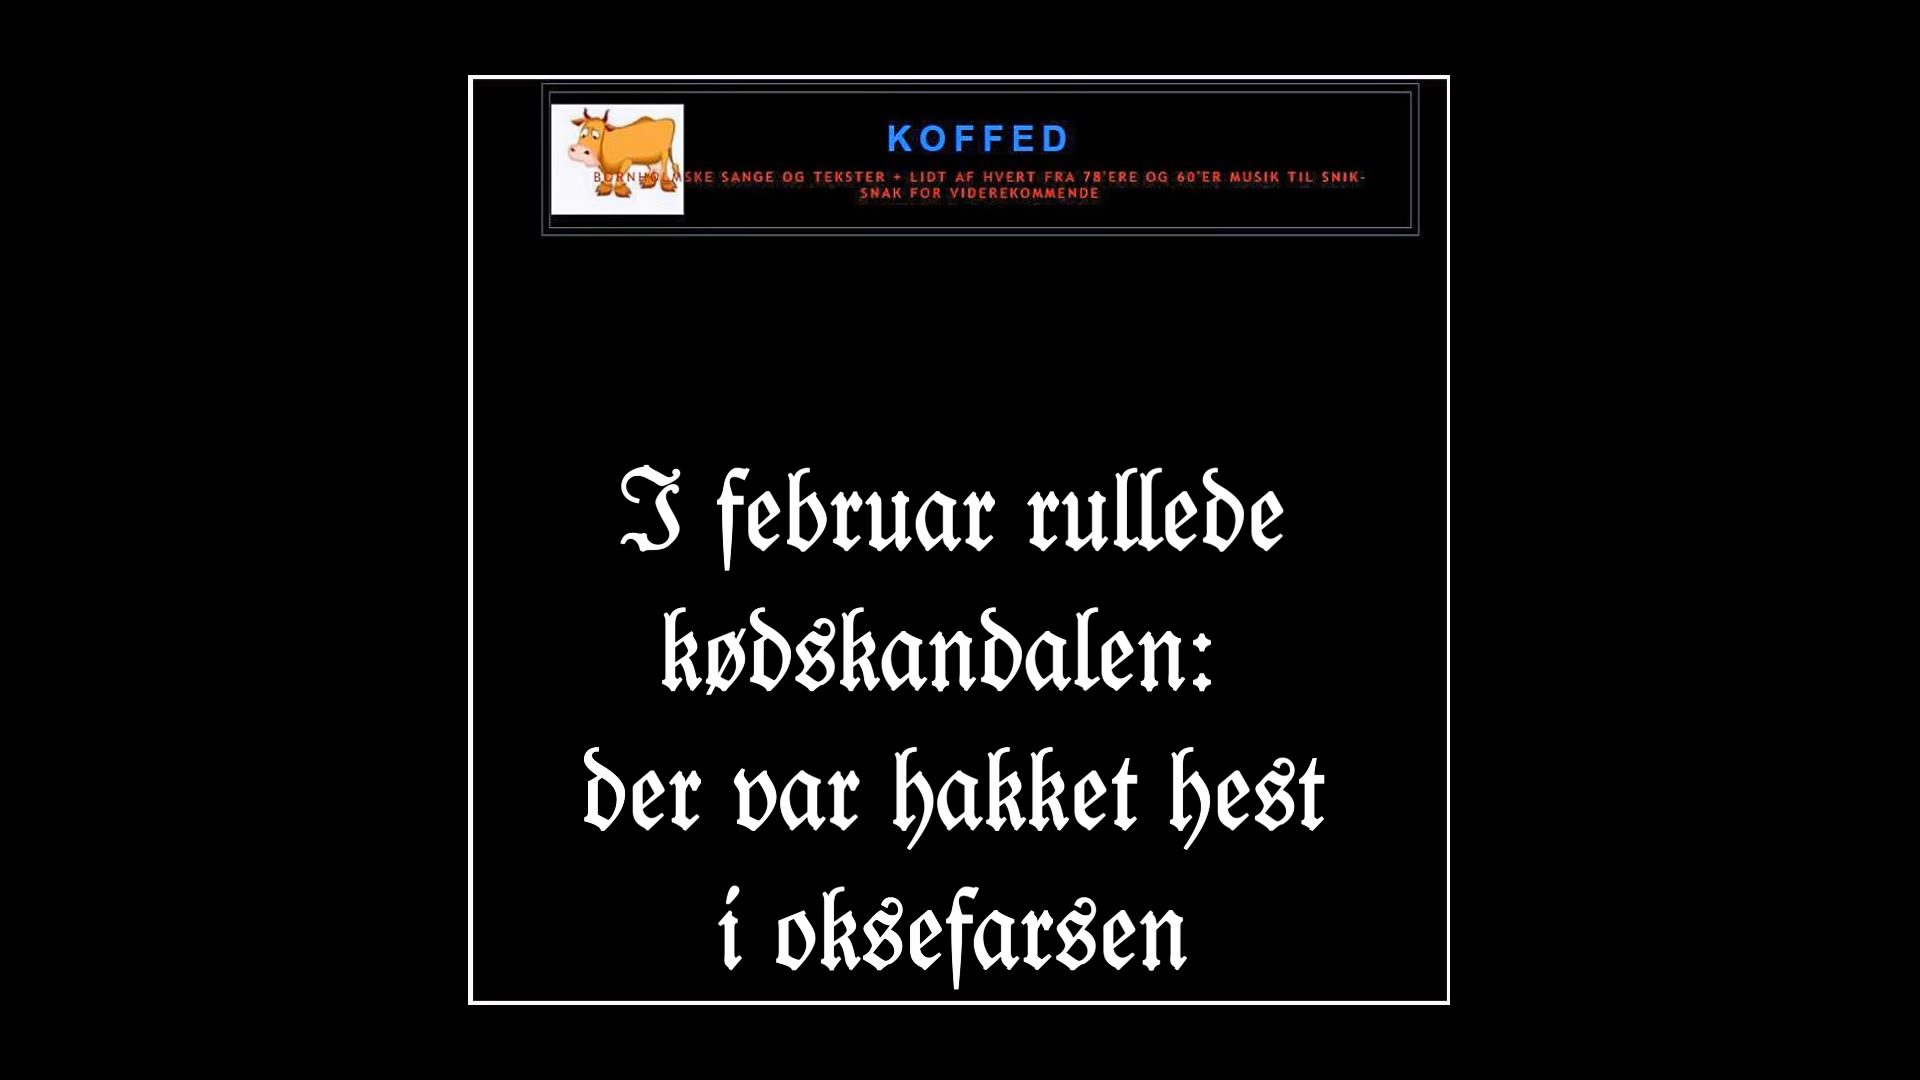 KOFFED
BORNHOLMSKE SANGE OG TEKSTER + LIDT AF HVERT FRA 78'ERE OG 60'ER MUSIK TIL SNIK-
SNAK FOR VIDEREKOMMENDE
I februar rullede
kødskandalen:
der var hakket hest
i oksefarsen